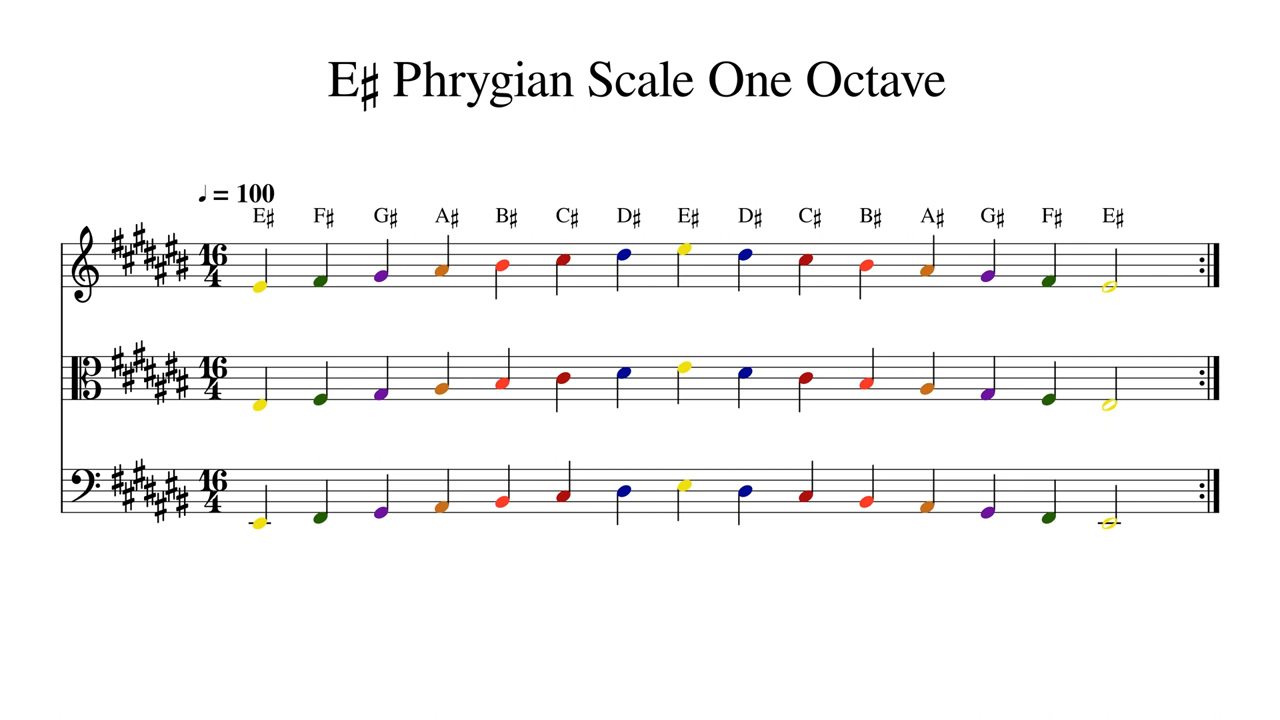 E♯ Phrygian Scale One Octave
♩ = 100
E♯ F♯ G♯ A♯ B♯ C♯ D♯ E♯ D♯ C♯ B♯ A♯ G♯ F♯ E♯
16
4
16
4
16
4